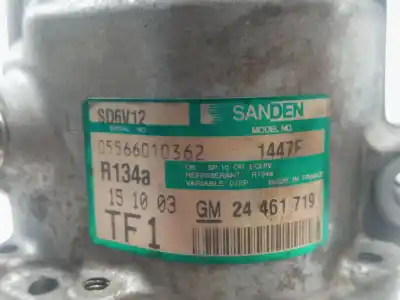 SD6V12 SANDEN
SERIAL NO. MODEL NO.
05566010362 1447F
R134a OIL SP 10 OR EQUIV
REFRIGERANT R134a
VARIABLE DISP MADE IN FRANCE
15 10 03
TF1 GM 24 461 719